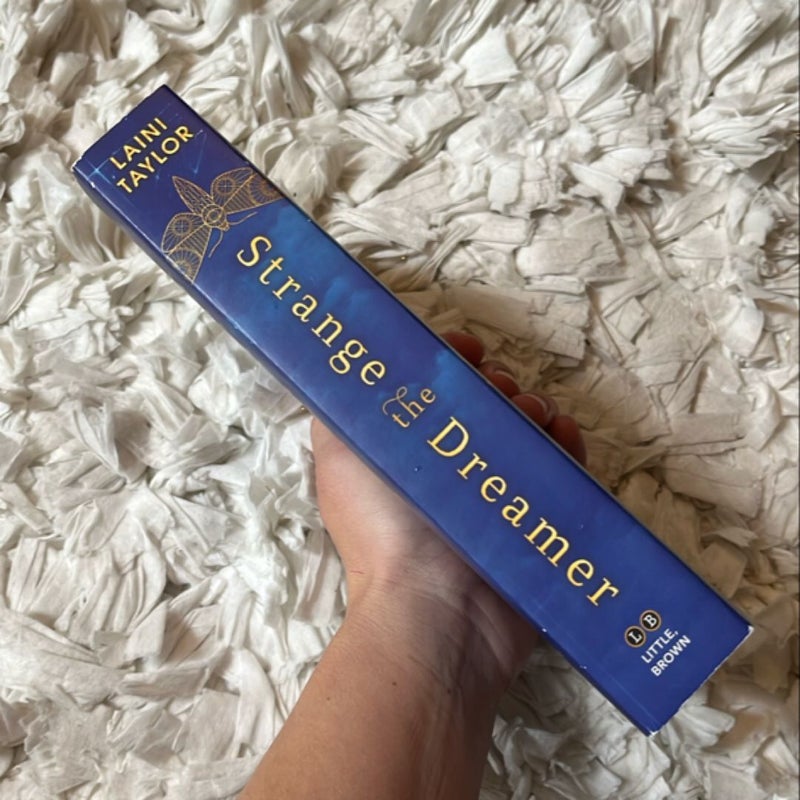 LAINI
TAYLOR
Strange the Dreamer
LB
LITTLE,
BROWN